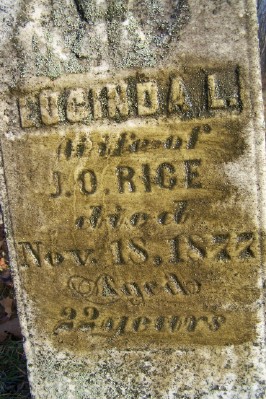 LUCINDA L.
Wife of
J. O. RICE
died
Nov. 18, 1877
Aged
22 years